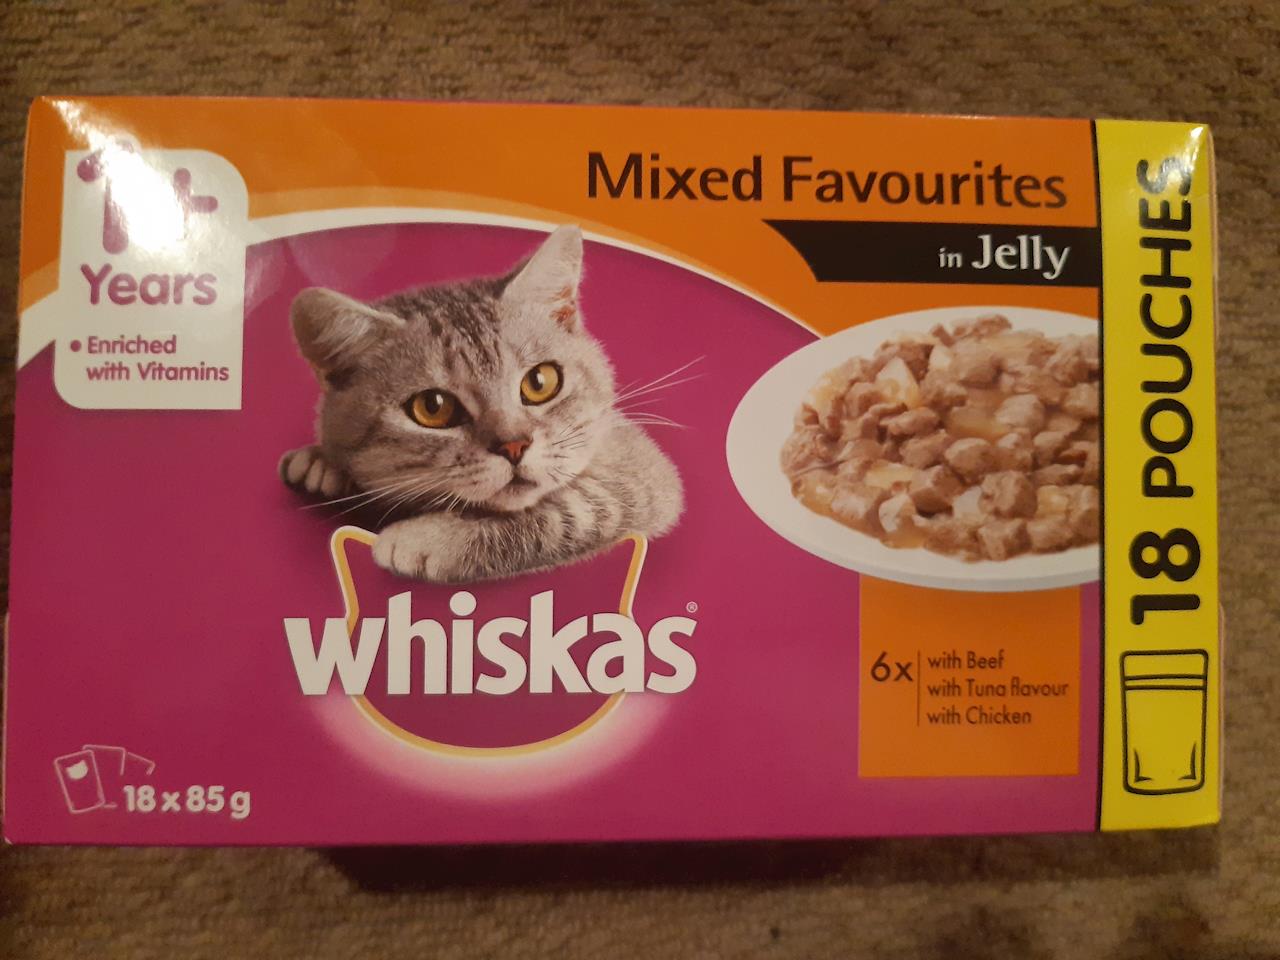 1+
Years
• Enriched
with Vitamins
Mixed Favourites
in Jelly
whiskas®
6x
with Beef
with Tuna flavour
with Chicken
18 x 85g
18 POUCHES